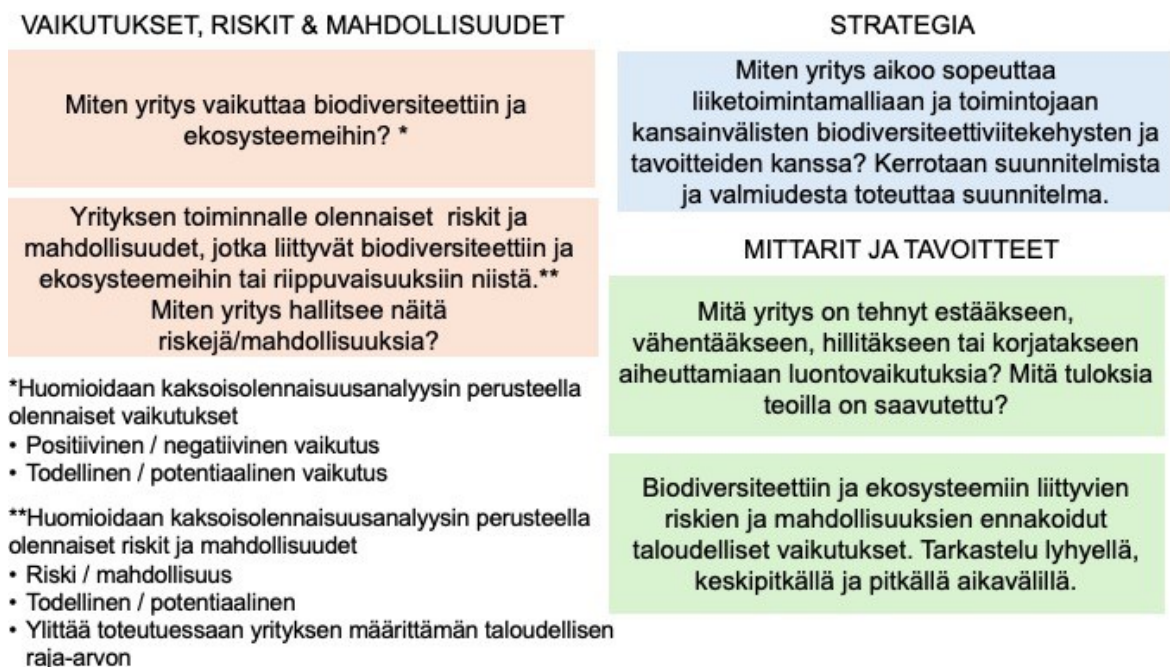 VAIKUTUKSET, RISKIT & MAHDOLLISUUDET
Miten yritys vaikuttaa biodiversiteettiin ja
ekosysteemeihin? *
Yrityksen toiminnalle olennaiset riskit ja
mahdollisuudet, jotka liittyvät biodiversiteettiin ja
ekosysteemeihin tai riippuvaisuuksiin niistä.**
Miten yritys hallitsee näitä
riskejä/mahdollisuuksia?
*Huomioidaan kaksoisolennaisuusanalyysin perusteella
olennaiset vaikutukset
• Positiivinen / negatiivinen vaikutus
• Todellinen / potentiaalinen vaikutus
**Huomioidaan kaksoisolennaisuusanalyysin perusteella
olennaiset riskit ja mahdollisuudet
• Riski / mahdollisuus
• Todellinen / potentiaalinen
• Ylittää toteutuessaan yrityksen määrittämän taloudellisen
raja-arvon
STRATEGIA
Miten yritys aikoo sopeuttaa
liiketoimintamalliaan ja toimintojaan
kansainvälisten biodiversiteettiviitekehysten ja
tavoitteiden kanssa? Kerrotaan suunnitelmista
ja valmiudesta toteuttaa suunnitelma.
MITTARIT JA TAVOITTEET
Mitä yritys on tehnyt estääkseen,
vähentääkseen, hillitäkseen tai korjatakseen
aiheuttamiaan luontovaikutuksia? Mitä tuloksia
teoilla on saavutettu?
Biodiversiteettiin ja ekosysteemiin liittyvien
riskien ja mahdollisuuksien ennakoidut
taloudelliset vaikutukset. Tarkastelu lyhyellä,
keskipitkällä ja pitkällä aikavälillä.